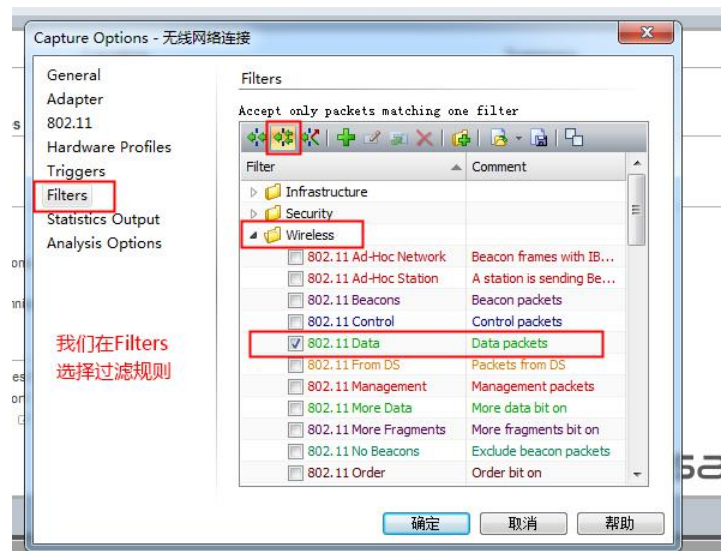 Capture Options - 无线网络连接
General
Adapter
802.11
Hardware Profiles
Triggers
Filters
Statistics Output
Analysis Options
我们在Filters
选择过滤规则
Filters
Accept only packets matching one filter
Filter Comment
Infrastructure
Security
Wireless
802.11 Ad-Hoc Network Beacon frames with IB...
802.11 Ad-Hoc Station A station is sending Be...
802.11 Beacons Beacon packets
802.11 Control Control packets
802.11 Data Data packets
802.11 From DS Packets from DS
802.11 Management Management packets
802.11 More Data More data bit on
802.11 More Fragments More fragments bit on
802.11 No Beacons Exclude beacon packets
802.11 Order Order bit on
确定 取消 帮助